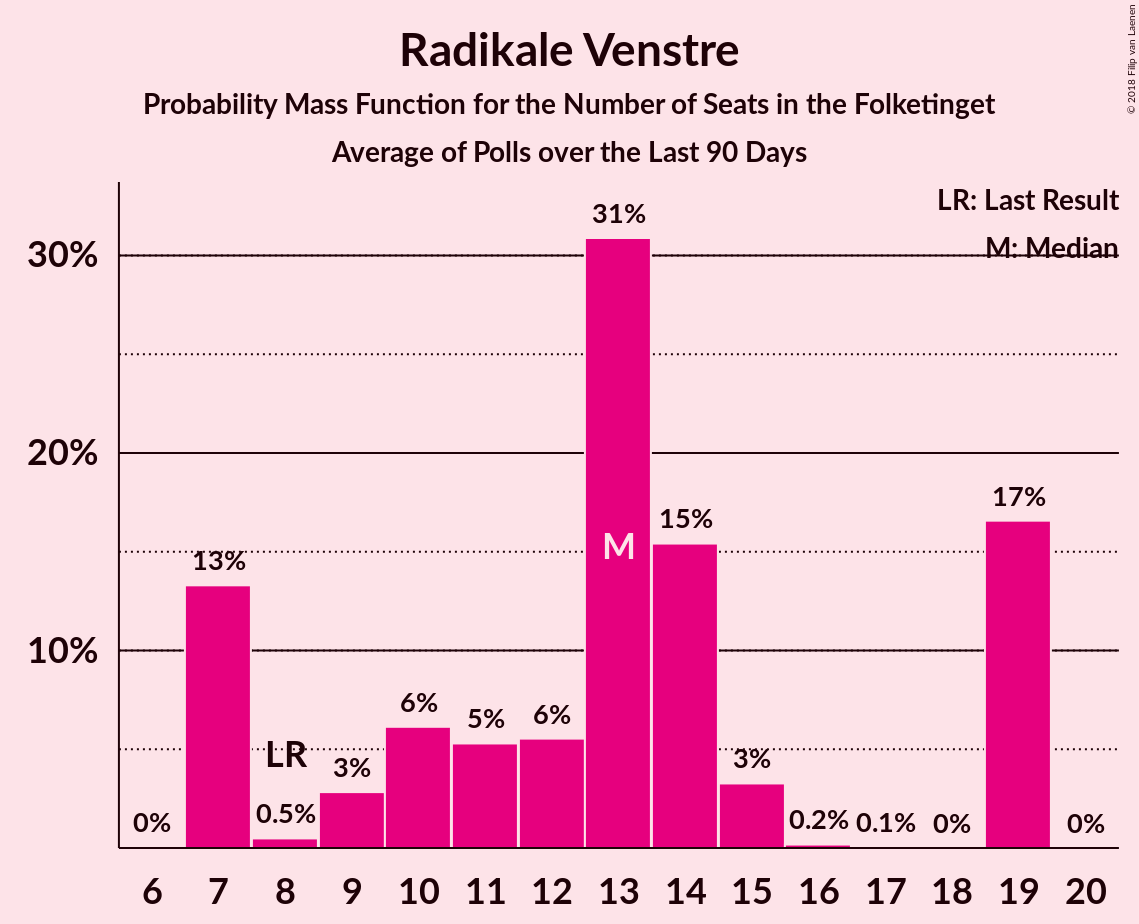 Radikale Venstre
Probability Mass Function for the Number of Seats in the Folketinget
Average of Polls over the Last 90 Days
© 2018 Filip van Laenen
LR: Last Result
M: Median
30%
20%
10%
0%
13%
0.5%
LR
3%
6%
5%
6%
31%
M
15%
3%
0.2%
0.1%
0%
17%
0%
6 7 8 9 10 11 12 13 14 15 16 17 18 19 20